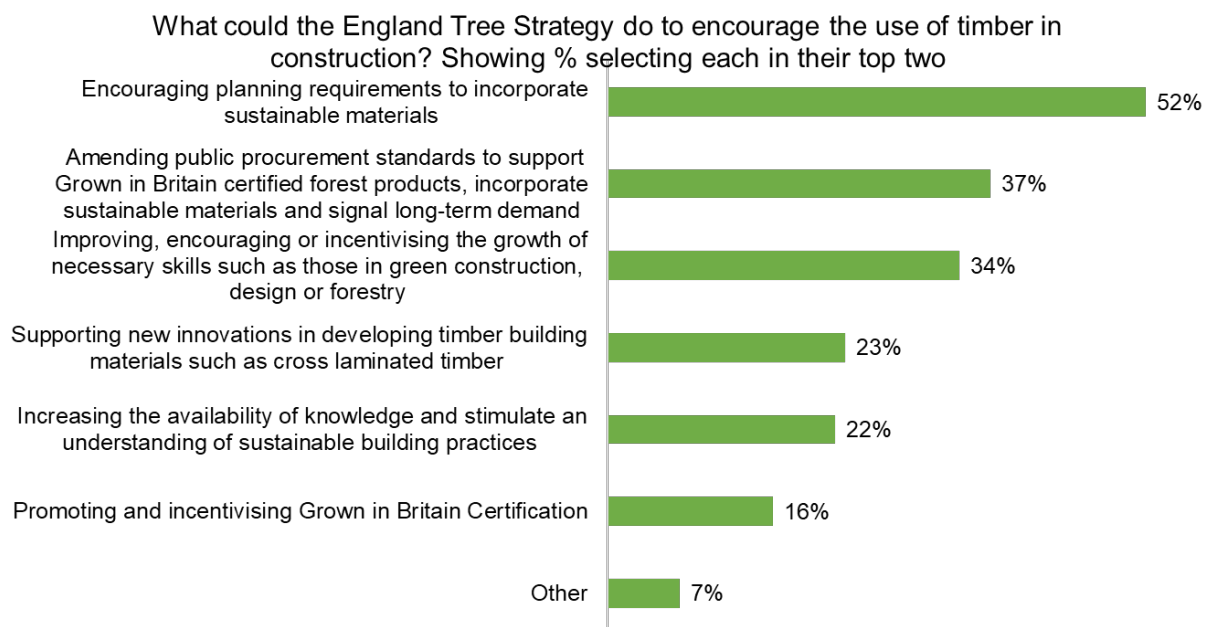 What could the England Tree Strategy do to encourage the use of timber in
construction? Showing % selecting each in their top two
Encouraging planning requirements to incorporate
sustainable materials
52%
Amending public procurement standards to support
Grown in Britain certified forest products, incorporate
sustainable materials and signal long-term demand
37%
Improving, encouraging or incentivising the growth of
necessary skills such as those in green construction,
design or forestry
34%
Supporting new innovations in developing timber building
materials such as cross laminated timber
23%
Increasing the availability of knowledge and stimulate an
understanding of sustainable building practices
22%
Promoting and incentivising Grown in Britain Certification
16%
Other
7%